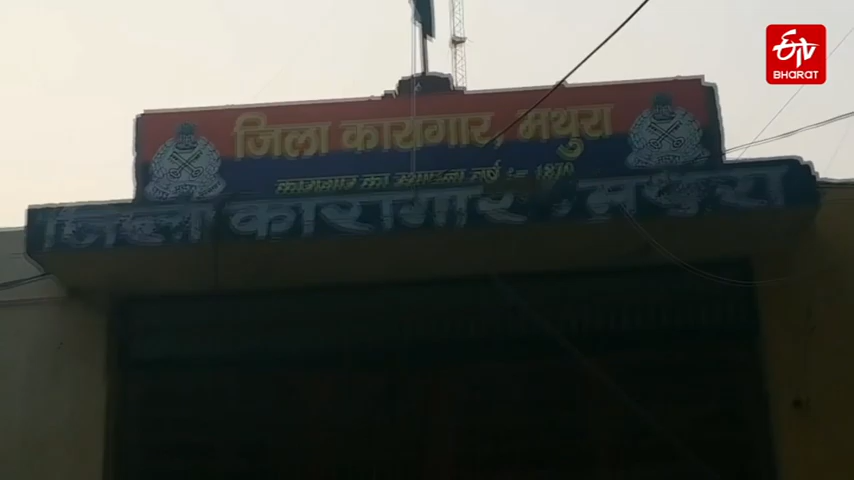 ETV
BHARAT
जिला कारागार, मथुरा
कारागार का स्थापना वर्ष :- 1870
जिला कारागार मथुरा